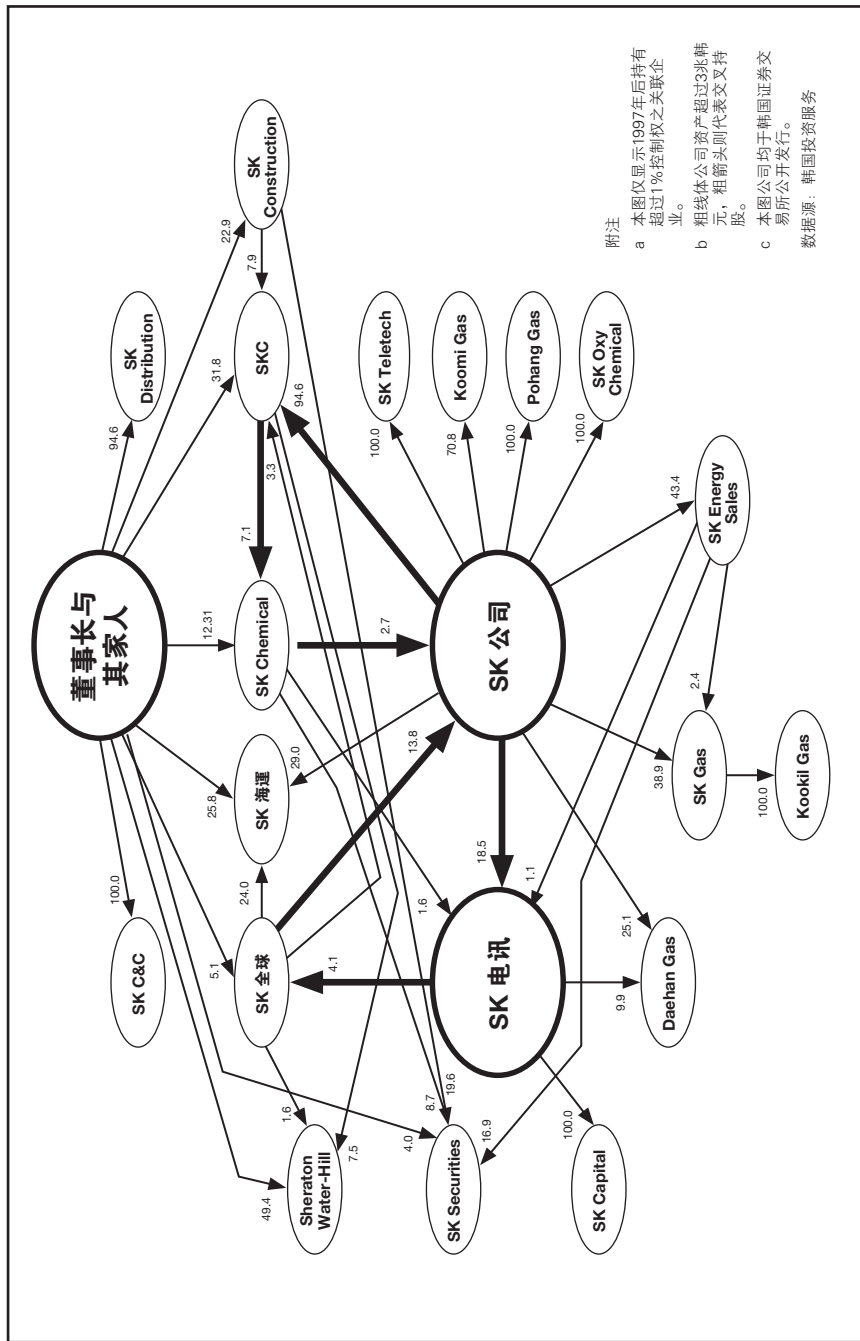 董事长与
其家人
SK C&C
100.0
SK
Distribution
94.6
22.9
SK
Construction
7.9
31.8
SKC
94.6
3.3
7.1
12.31
SK Chemical
2.7
25.8
SK 海運
29.0
24.0
5.1
SK 全球
13.8
4.1
1.6
49.4
Sheraton
Water-Hill
7.5
4.0
8.7
19.6
SK Securities
16.9
SK 电讯
18.5
1.6
1.1
SK 公司
100.0
SK Teletech
70.8
Koomi Gas
100.0
Pohang Gas
100.0
SK Oxy
Chemical
43.4
SK Energy
Sales
2.4
38.9
SK Gas
100.0
Kookil Gas
25.1
9.9
Daehan Gas
100.0
SK Capital
附注
a 本图仅显示1997年后持有
超过1%控制权之关联企
业。
b 粗线体公司资产超过3兆韩
元，粗箭头则代表交叉持
股。
c 本图公司均于韩国证券交
易所公开发行。
数据源：韩国投资服务